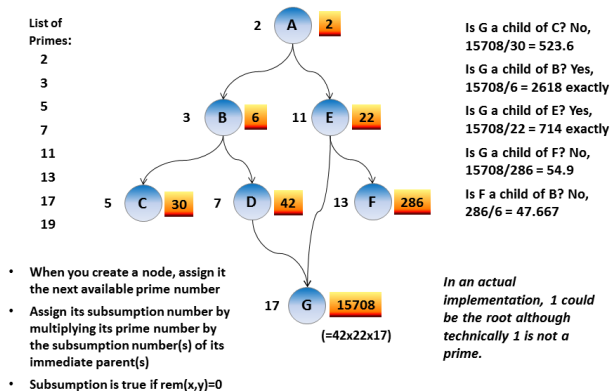 List of
Primes:
2
3
5
7
11
13
17
19
2 A 2
3 B 6
11 E 22
5 C 30
7 D 42
13 F 286
17 G 15708
(=42x22x17)
Is G a child of C? No,
15708/30 = 523.6
Is G a child of B? Yes,
15708/6 = 2618 exactly
Is G a child of E? Yes,
15708/22 = 714 exactly
Is G a child of F? No,
15708/286 = 54.9
Is F a child of B? No,
286/6 = 47.667
• When you create a node, assign it
the next available prime number
• Assign its subsumption number by
multiplying its prime number by
the subsumption number(s) of its
immediate parent(s)
• Subsumption is true if rem(x,y)=0
In an actual
implementation, 1 could
be the root although
technically 1 is not a
prime.